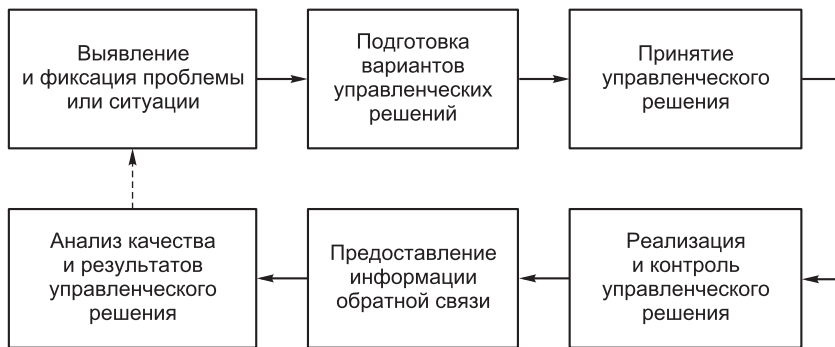 Выявление
и фиксация проблемы
или ситуации
Подготовка
вариантов
управленческих
решений
Принятие
управленческого
решения
Анализ качества
и результатов
управленческого
решения
Предоставление
информации
обратной связи
Реализация
и контроль
управленческого
решения